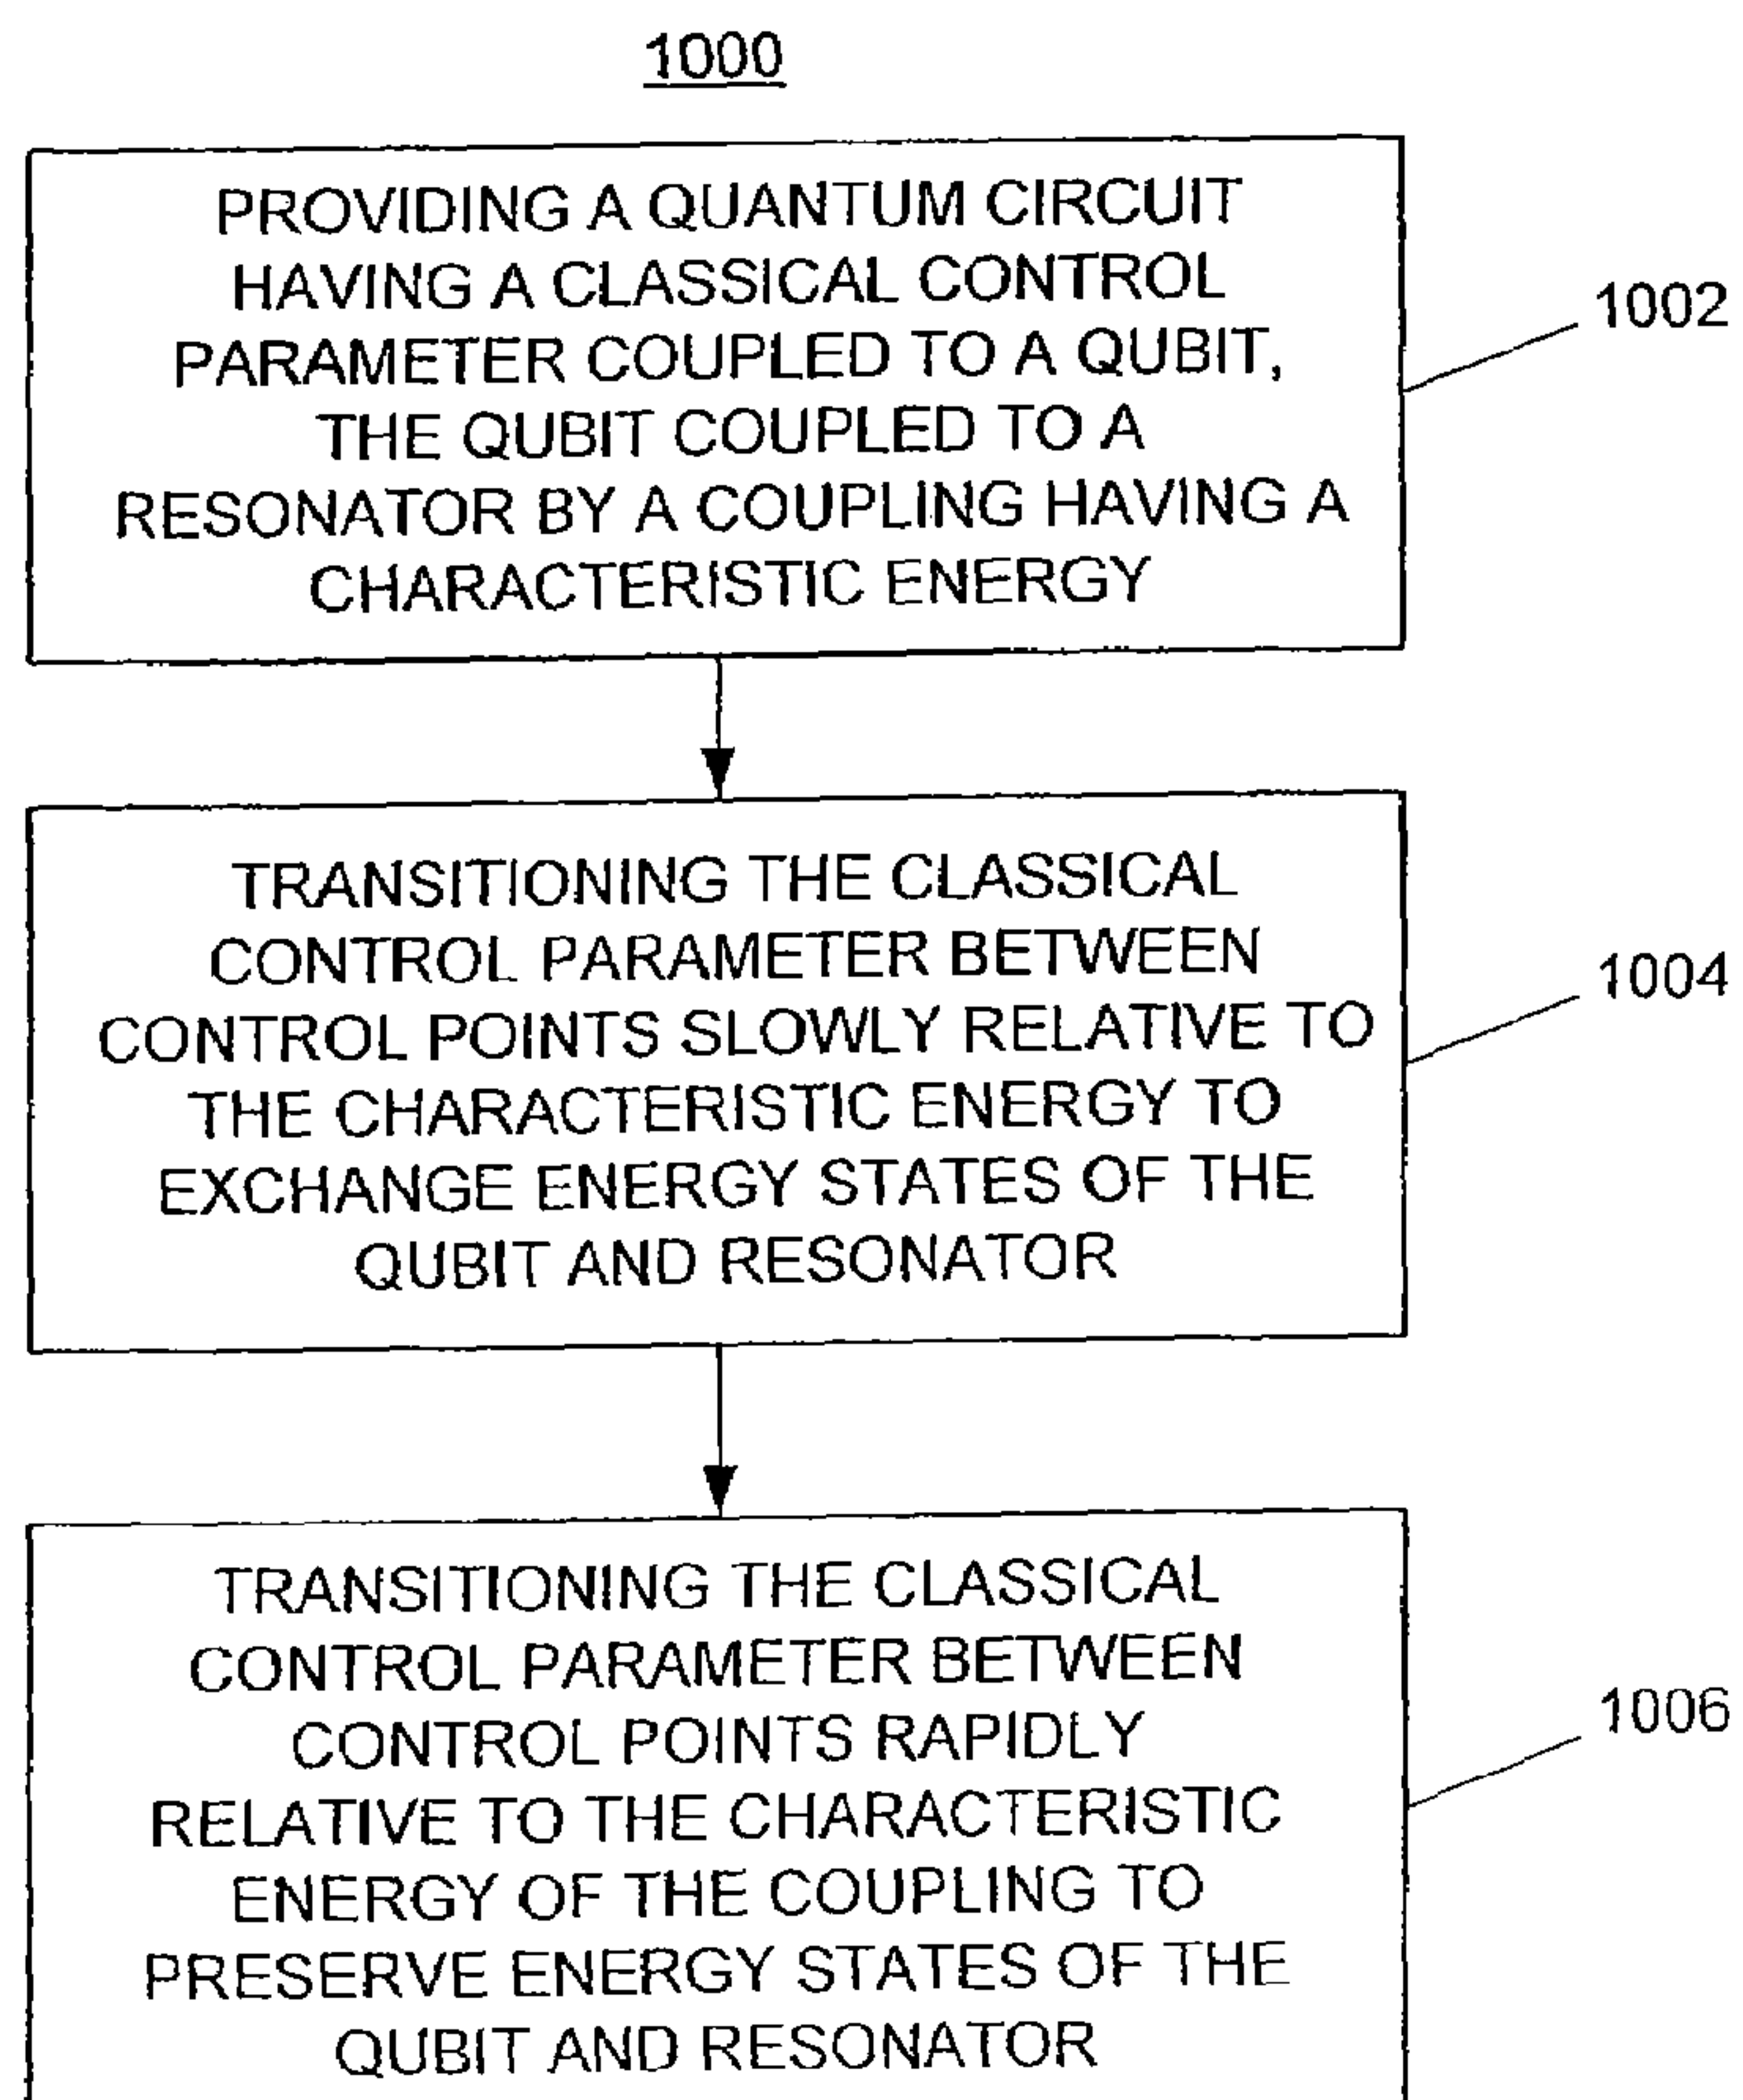 1000
PROVIDING A QUANTUM CIRCUIT
HAVING A CLASSICAL CONTROL
PARAMETER COUPLED TO A QUBIT,
THE QUBIT COUPLED TO A
RESONATOR BY A COUPLING HAVING A
CHARACTERISTIC ENERGY
1002
TRANSITIONING THE CLASSICAL
CONTROL PARAMETER BETWEEN
CONTROL POINTS SLOWLY RELATIVE TO
THE CHARACTERISTIC ENERGY TO
EXCHANGE ENERGY STATES OF THE
QUBIT AND RESONATOR
1004
TRANSITIONING THE CLASSICAL
CONTROL PARAMETER BETWEEN
CONTROL POINTS RAPIDLY
RELATIVE TO THE CHARACTERISTIC
ENERGY OF THE COUPLING TO
PRESERVE ENERGY STATES OF THE
QUBIT AND RESONATOR
1006